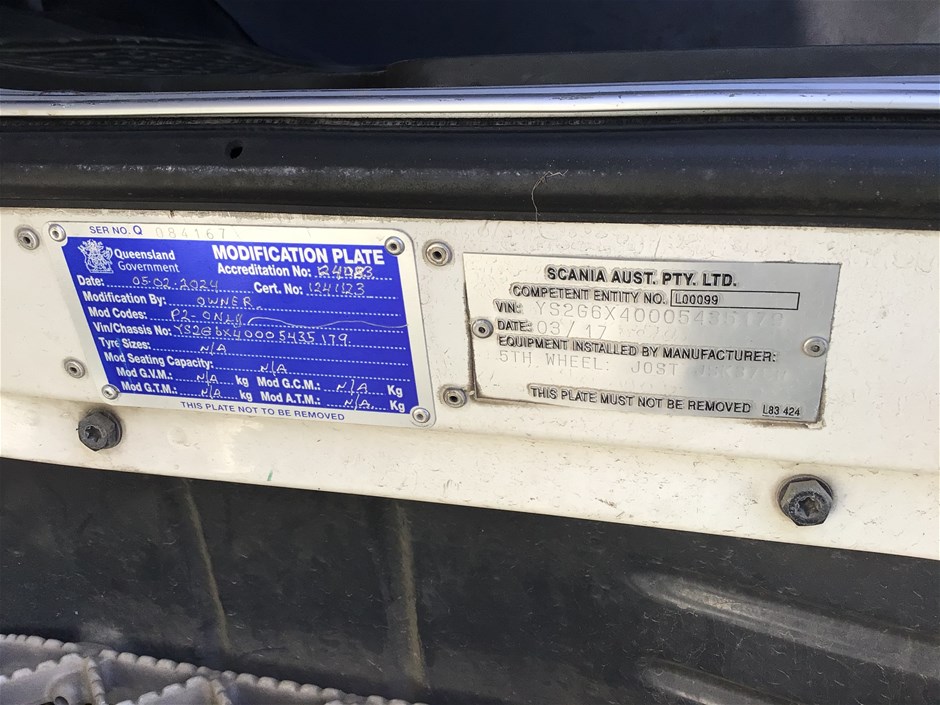 SER NO. Q 084167
Queensland Government
MODIFICATION PLATE
Accreditation No:
Date: 05.02.2024 Cert. No: 1241123
Modification By: OWNER
Mod Codes: P2-ONLY
Vin/Chassis No: YS2G6X40005435179
Tyre Sizes: N/A
Mod Seating Capacity: N/A
Mod G.V.M.: N/A kg Mod G.C.M.: N/A Kg
Mod G.T.M.: N/A kg Mod A.T.M.: N/A Kg
THIS PLATE NOT TO BE REMOVED
SCANIA AUST. PTY. LTD.
COMPETENT ENTITY NO. L00099
VIN:
DATE: 03/17
EQUIPMENT INSTALLED BY MANUFACTURER:
5TH WHEEL: JOST
THIS PLATE MUST NOT BE REMOVED L83 424